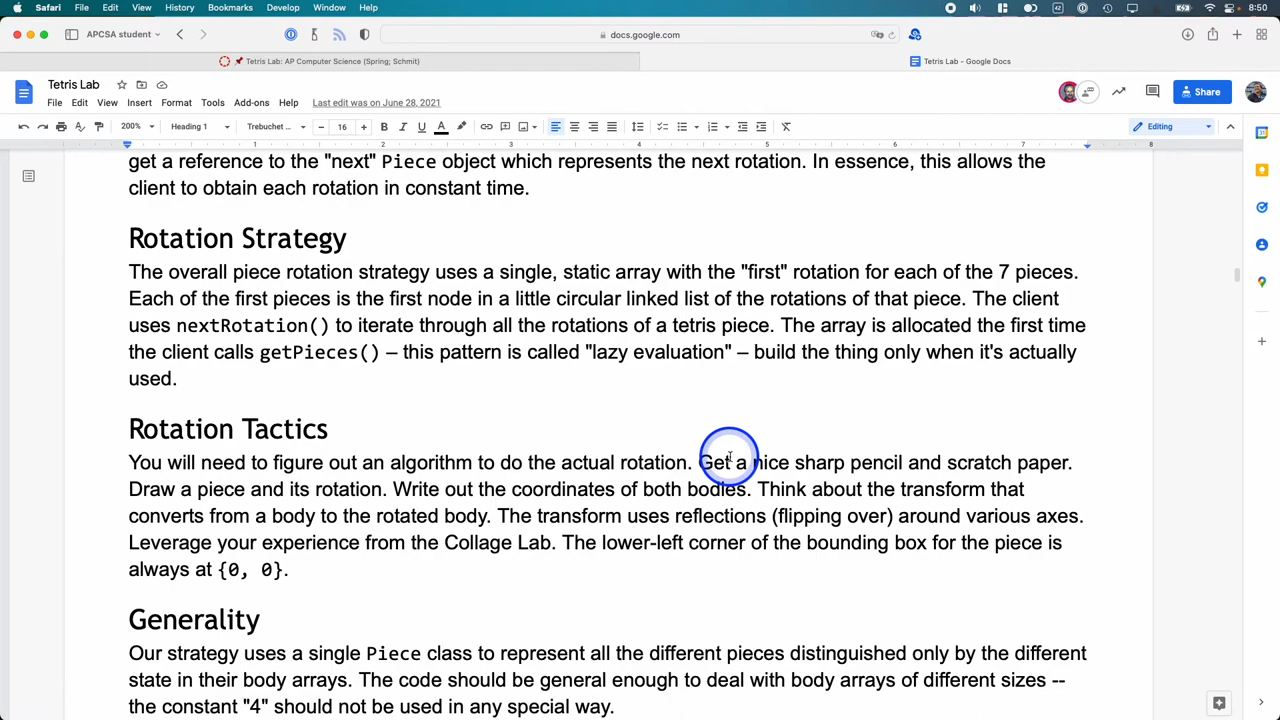 Safari File Edit View History Bookmarks Develop Window Help 8:50
APCSA student docs.google.com
Tetris Lab: AP Computer Science (Spring; Schmit) Tetris Lab - Google Docs
Tetris Lab
File Edit View Insert Format Tools Add-ons Help Last edit was on June 28, 2021 Share
200% Heading 1 Trebuchet ... 16 Editing
1 2 3 4 5 6 7 8
get a reference to the "next" Piece object which represents the next rotation. In essence, this allows the
client to obtain each rotation in constant time.
Rotation Strategy
The overall piece rotation strategy uses a single, static array with the "first" rotation for each of the 7 pieces.
Each of the first pieces is the first node in a little circular linked list of the rotations of that piece. The client
uses nextRotation() to iterate through all the rotations of a tetris piece. The array is allocated the first time
the client calls getPieces() – this pattern is called "lazy evaluation" – build the thing only when it's actually
used.
Rotation Tactics
You will need to figure out an algorithm to do the actual rotation. Get a nice sharp pencil and scratch paper.
Draw a piece and its rotation. Write out the coordinates of both bodies. Think about the transform that
converts from a body to the rotated body. The transform uses reflections (flipping over) around various axes.
Leverage your experience from the Collage Lab. The lower-left corner of the bounding box for the piece is
always at {0, 0}.
Generality
Our strategy uses a single Piece class to represent all the different pieces distinguished only by the different
state in their body arrays. The code should be general enough to deal with body arrays of different sizes --
the constant "4" should not be used in any special way.